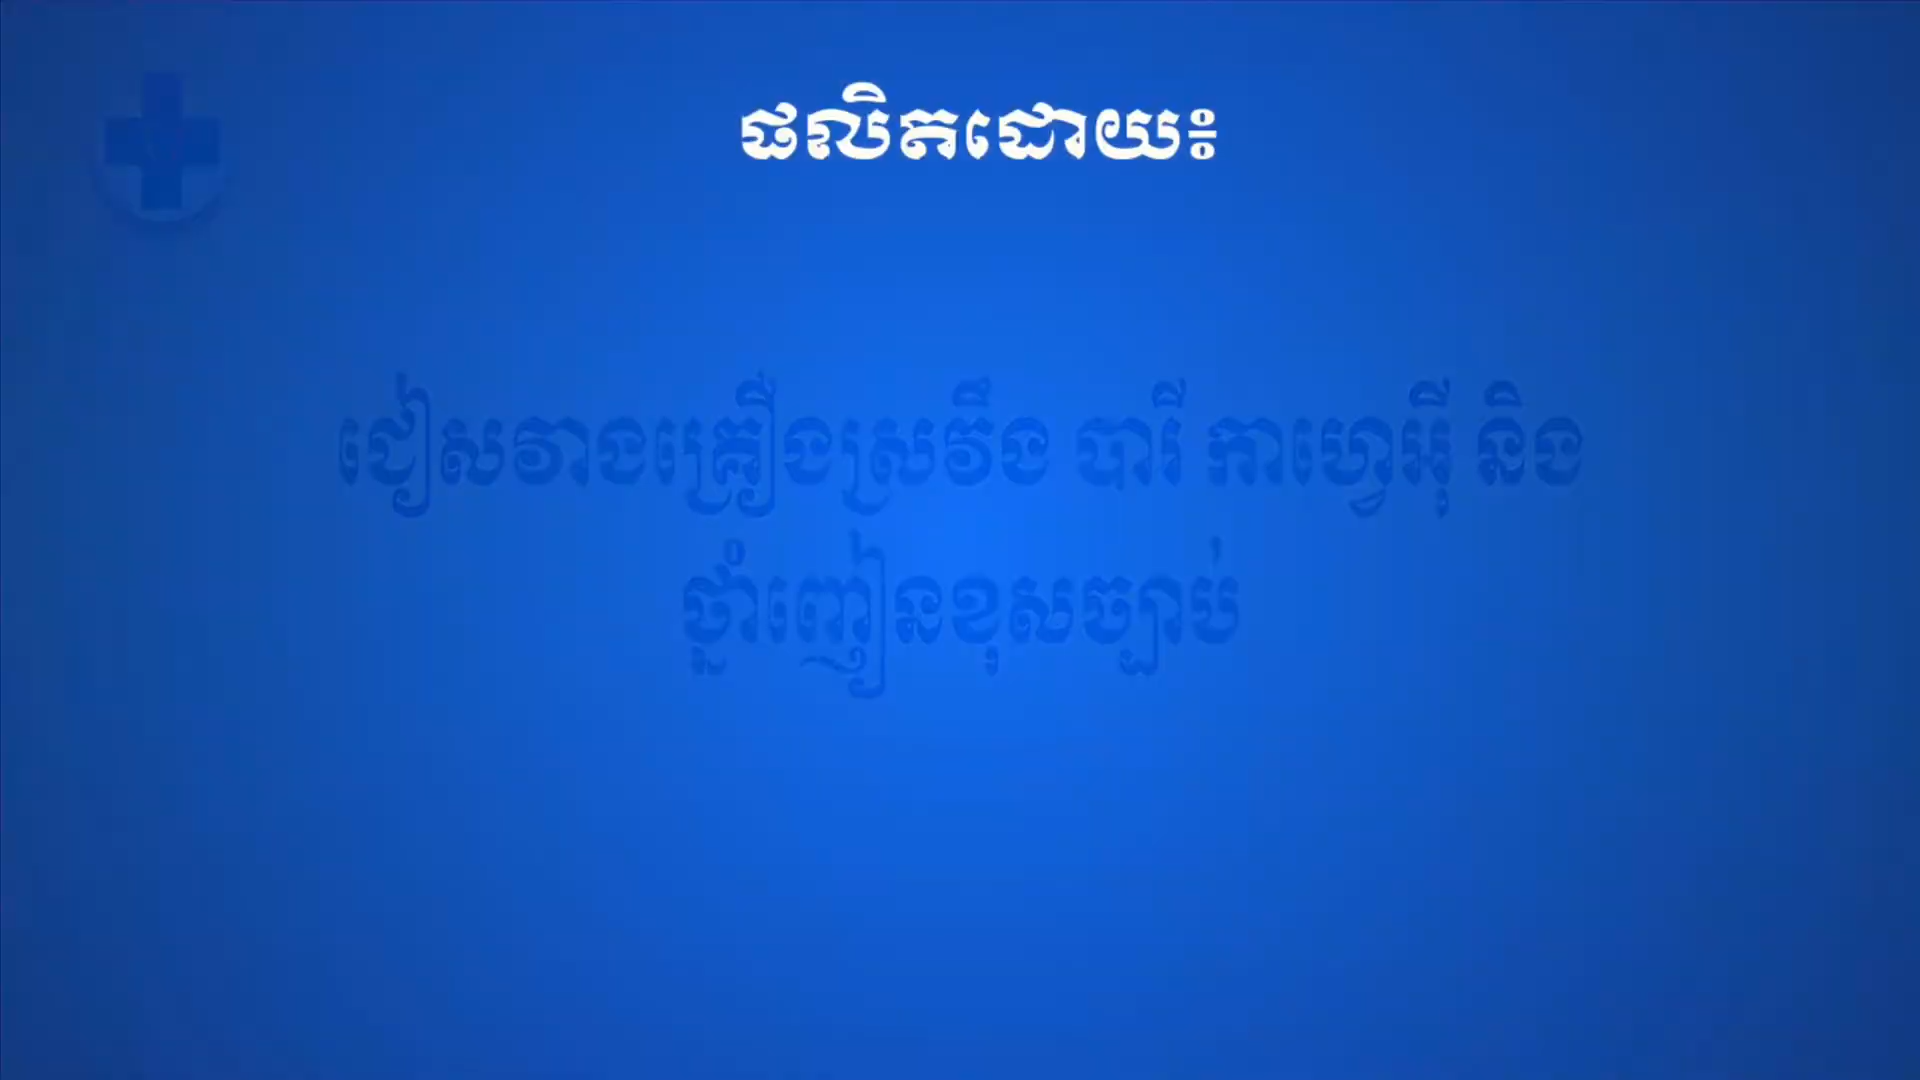 ផលិតដោយ៖
ជៀសវាងគ្រឿងស្រវឹង បារី កាហ្វេអ៊ី និង
ថ្នាំញៀនខុសច្បាប់